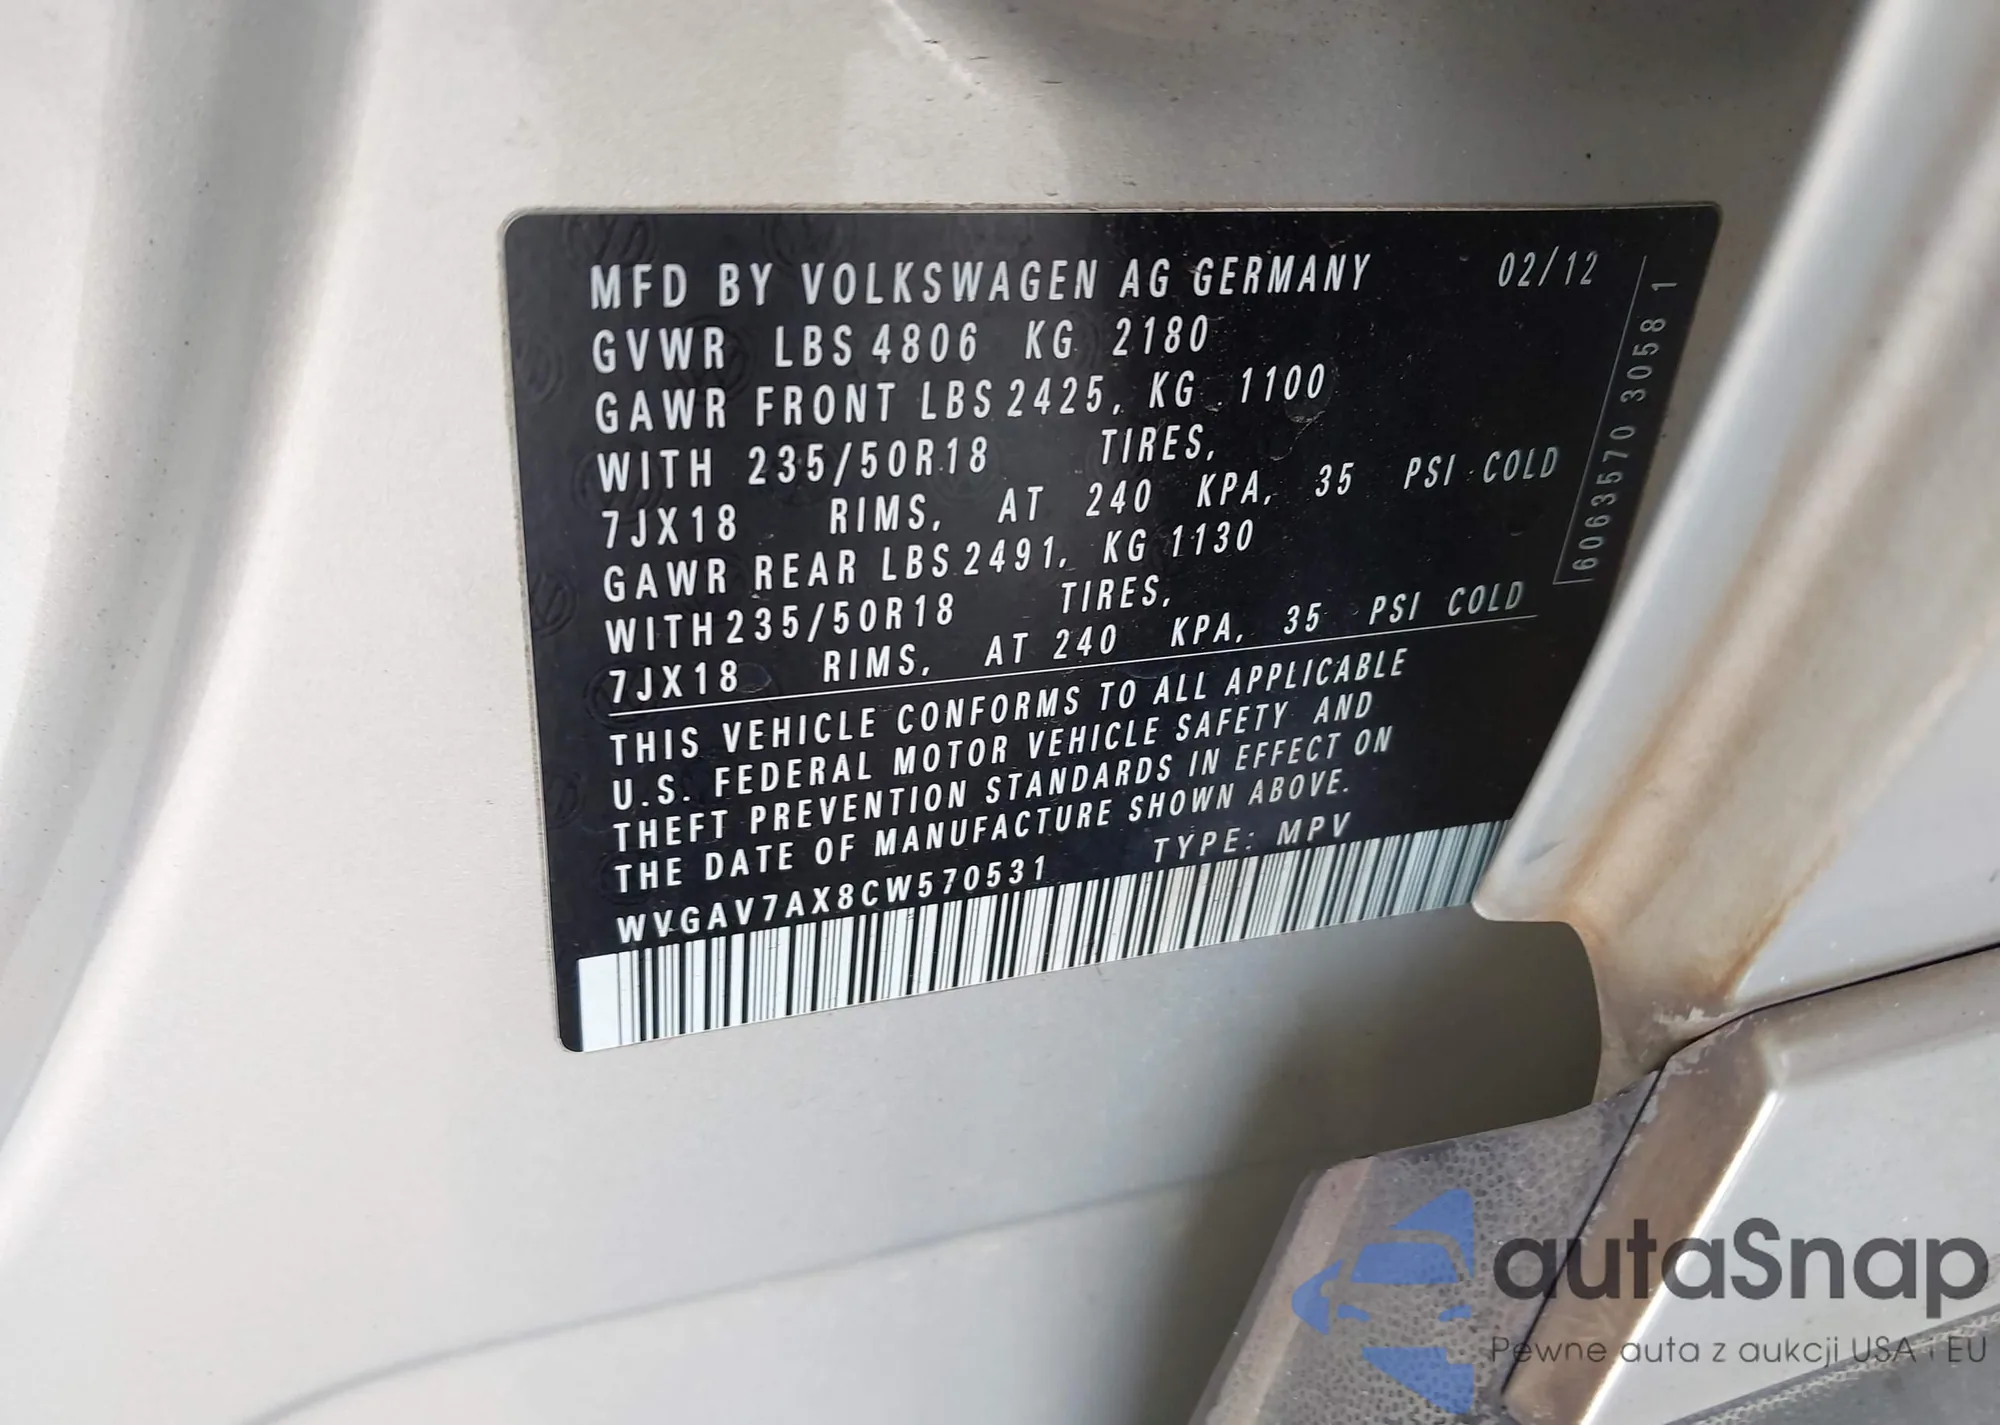 MFD BY VOLKSWAGEN AG GERMANY 02/12
GVWR LBS 4806 KG 2180
GAWR FRONT LBS 2425, KG 1100
WITH 235/50R18 TIRES,
7JX18 RIMS, AT 240 KPA, 35 PSI COLD
GAWR REAR LBS 2491, KG 1130
WITH 235/50R18 TIRES,
7JX18 RIMS, AT 240 KPA, 35 PSI COLD
THIS VEHICLE CONFORMS TO ALL APPLICABLE
U.S. FEDERAL MOTOR VEHICLE SAFETY AND
THEFT PREVENTION STANDARDS IN EFFECT ON
THE DATE OF MANUFACTURE SHOWN ABOVE.
WVGAV7AX8CW570531 TYPE: MPV
6063570 3058 1
autaSnap
Pewne auta z aukcji USA i EU